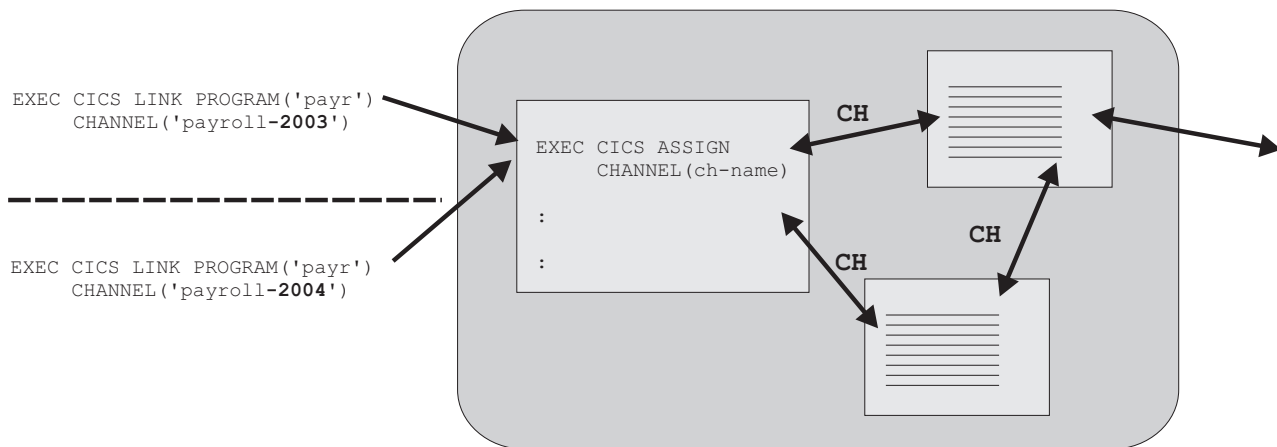 EXEC CICS LINK PROGRAM('payr')
CHANNEL('payroll-2003')
EXEC CICS LINK PROGRAM('payr')
CHANNEL('payroll-2004')
EXEC CICS ASSIGN
CHANNEL(ch-name)
:
:
CH
CH
CH